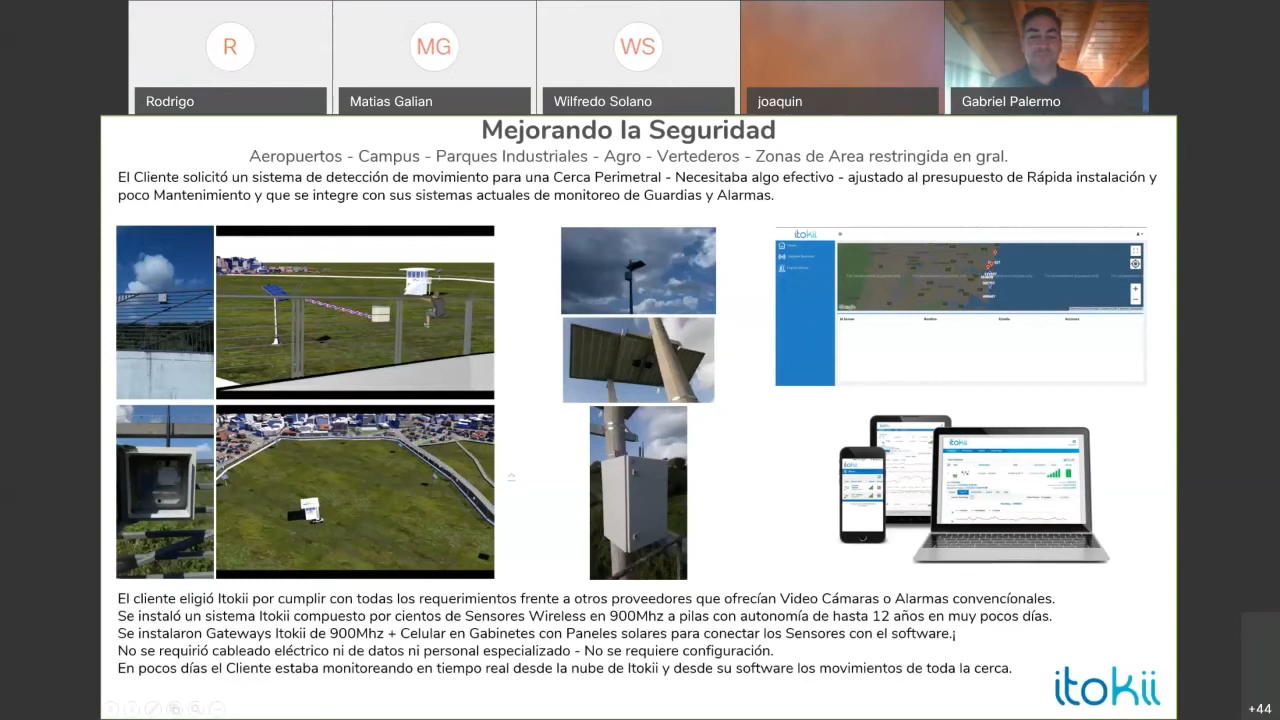 R
MG
WS
Rodrigo
Matias Galian
Wilfredo Solano
joaquin
Gabriel Palermo
Mejorando la Seguridad
Aeropuertos - Campus - Parques Industriales - Agro - Vertederos - Zonas de Area restringida en gral.
El Cliente solicitó un sistema de detección de movimiento para una Cerca Perimetral - Necesitaba algo efectivo - ajustado al presupuesto de Rápida instalación y
poco Mantenimiento y que se integre con sus sistemas actuales de monitoreo de Guardias y Alarmas.
itokii
itokii
itokii
El cliente eligió Itokii por cumplir con todas los requerimientos frente a otros proveedores que ofrecían Video Cámaras o Alarmas convencíonales.
Se instaló un sistema Itokii compuesto por cientos de Sensores Wireless en 900Mhz a pilas con autonomía de hasta 12 años en muy pocos días.
Se instalaron Gateways Itokii de 900Mhz + Celular en Gabinetes con Paneles solares para conectar los Sensores con el software.¡
No se requirió cableado eléctrico ni de datos ni personal especializado - No se requiere configuración.
En pocos días el Cliente estaba monitoreando en tiempo real desde la nube de Itokii y desde su software los movimientos de toda la cerca.
itokii
+44